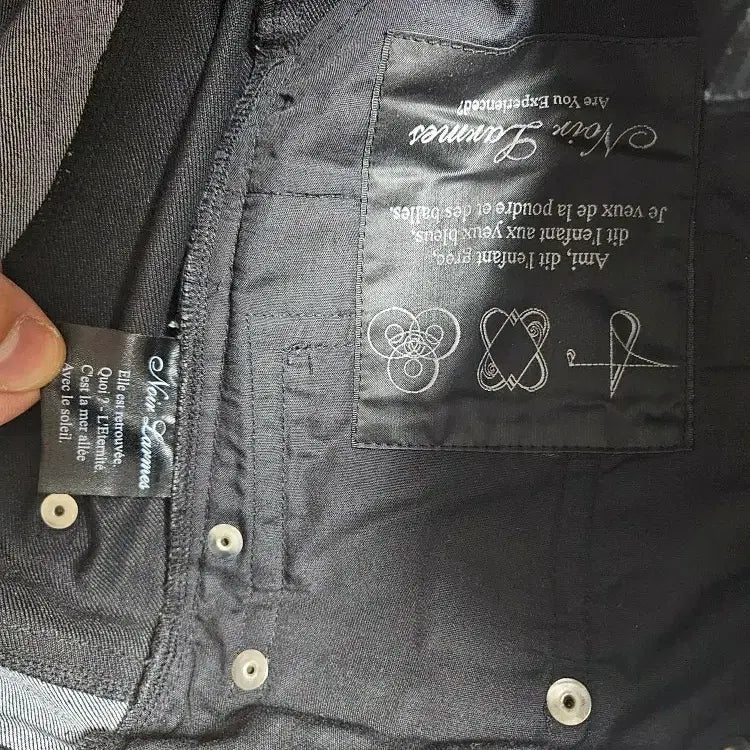 Noir Larmes
Are You Experienced?
Je veux de la poudre et des balles.
dit l'enfant aux yeux bleus,
Ami, dit l'enfant grec,
Noir Larmes
Elle est retrouvée,
Quoi ? - L'Eternité.
C'est la mer allée
Avec le soleil.